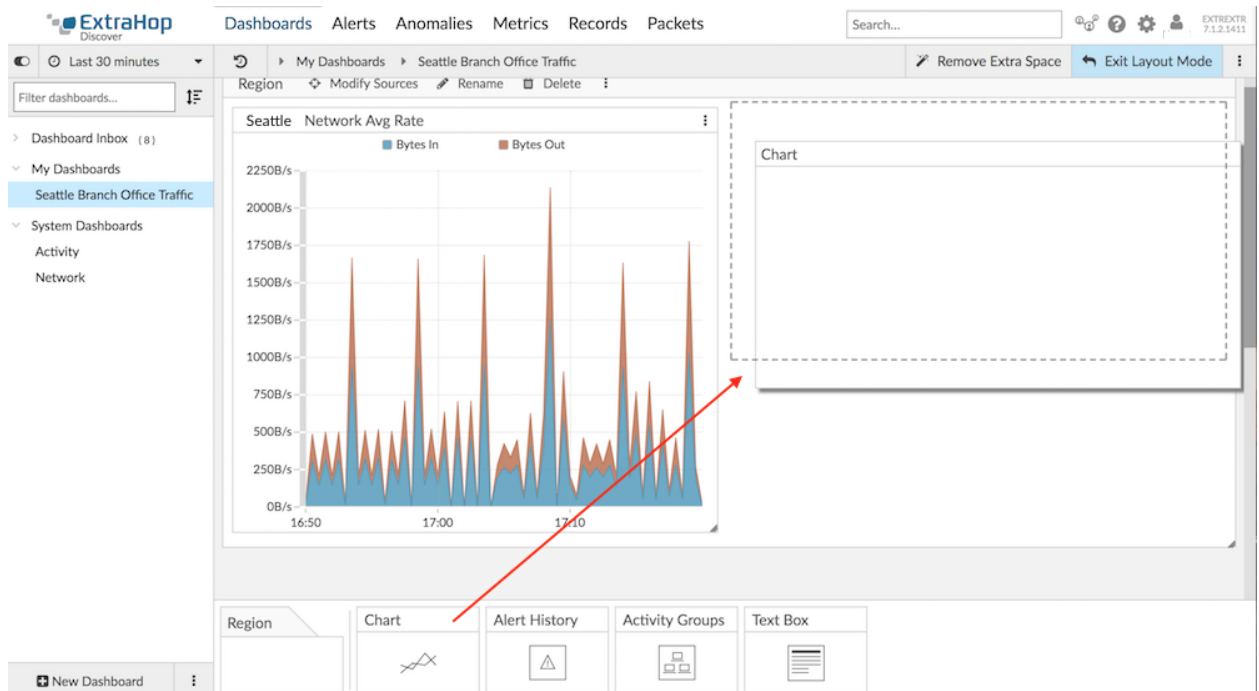 ExtraHop
Discover
Dashboards Alerts Anomalies Metrics Records Packets
Search...
EXTREXTR
7.1.2.1411
Last 30 minutes
My Dashboards Seattle Branch Office Traffic
Remove Extra Space
Exit Layout Mode
Filter dashboards...
Dashboard Inbox (8)
My Dashboards
Seattle Branch Office Traffic
System Dashboards
Activity
Network
New Dashboard
Region Modify Sources Rename Delete
Seattle Network Avg Rate
Bytes In Bytes Out
2250B/s
2000B/s
1750B/s
1500B/s
1250B/s
1000B/s
750B/s
500B/s
250B/s
0B/s
16:50 17:00 17:10
Chart
Region
Chart
Alert History
Activity Groups
Text Box